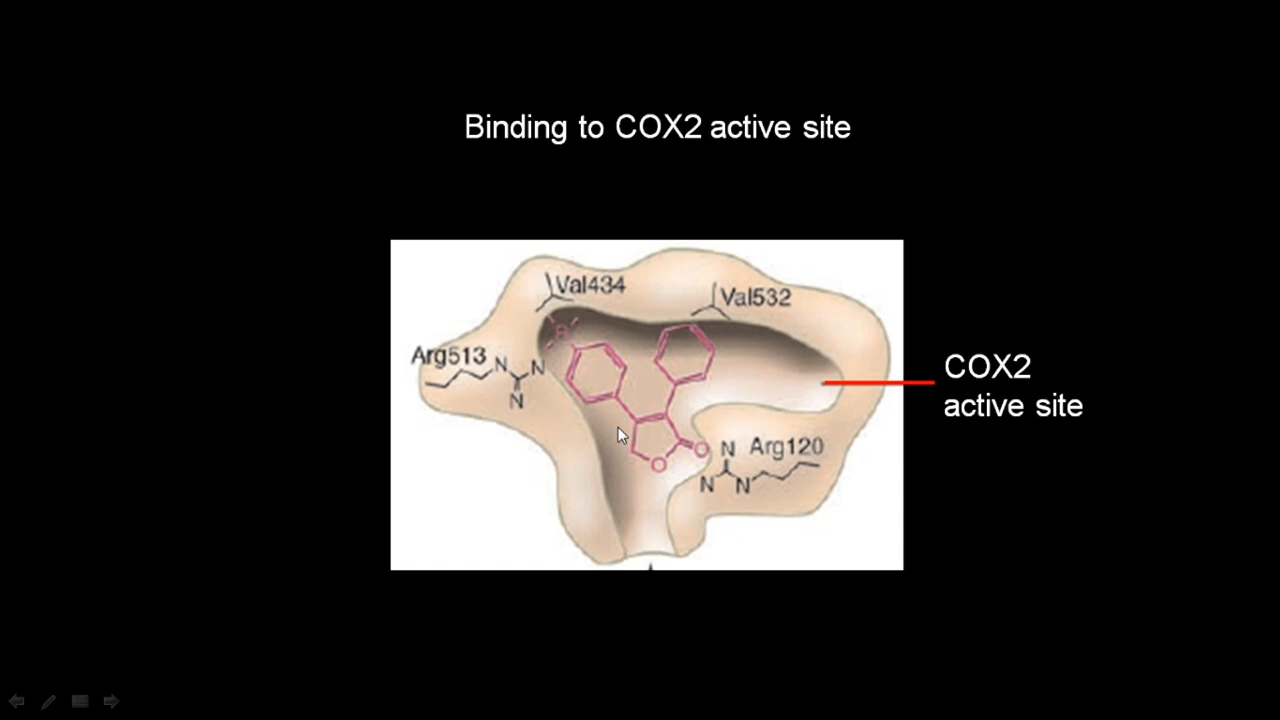 Binding to COX2 active site
Val434
Val532
Arg513
N
N
N
COX2
active site
O
O
N
Arg120
N
N